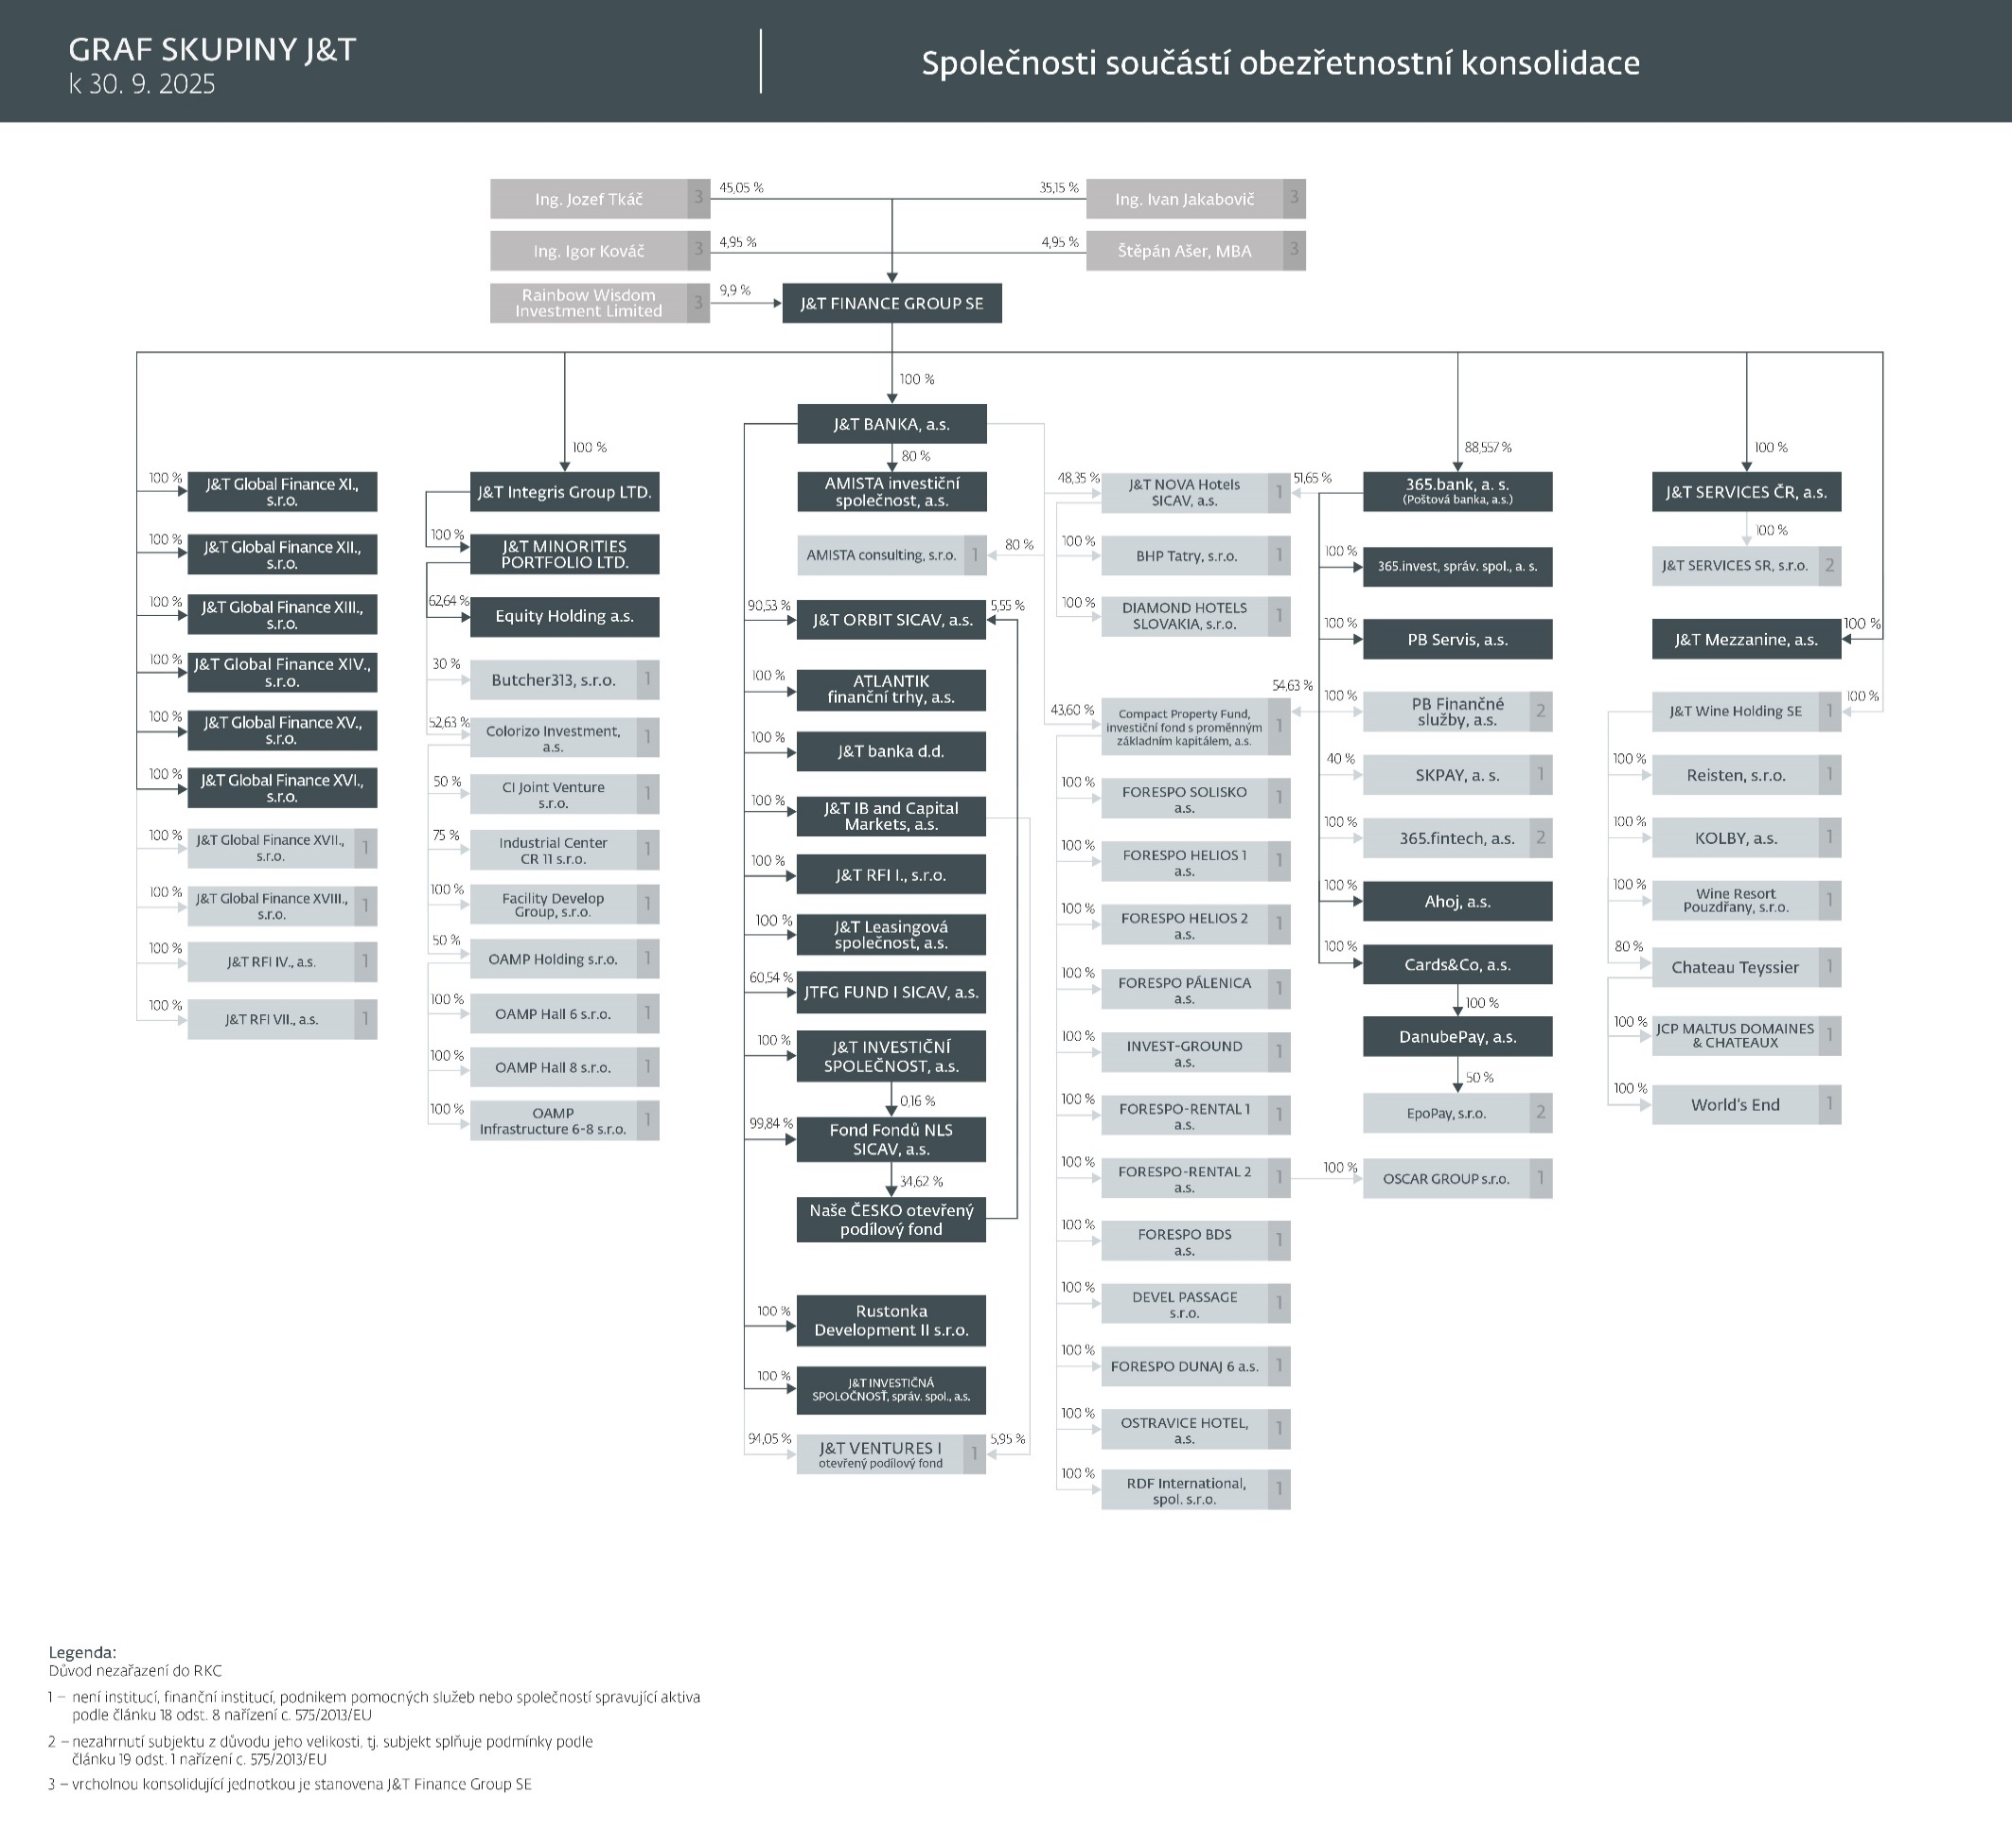 GRAF SKUPINY J&T
k 30. 9. 2025
Společnosti součástí obezřetnostní konsolidace
Ing. Jozef Tkáč
3
45,05 %
35,15 %
Ing. Ivan Jakabovič
3
Ing. Igor Kováč
3
4,95 %
4,95 %
Štěpán Ašer, MBA
3
Rainbow Wisdom
Investment Limited
3
9,9 %
J&T FINANCE GROUP SE
100 %
J&T Global Finance XI.,
s.r.o.
100 %
J&T Global Finance XII.,
s.r.o.
100 %
J&T Global Finance XIII.,
s.r.o.
100 %
J&T Global Finance XIV.,
s.r.o.
100 %
J&T Global Finance XV.,
s.r.o.
100 %
J&T Global Finance XVI.,
s.r.o.
100 %
J&T Global Finance XVII.,
s.r.o.
1
100 %
J&T Global Finance XVIII.,
s.r.o.
1
100 %
J&T RFI IV., a.s.
1
100 %
J&T RFI VII., a.s.
1
100 %
J&T Integris Group LTD.
100 %
J&T MINORITIES
PORTFOLIO LTD.
62,64 %
Equity Holding a.s.
30 %
Butcher313, s.r.o.
1
52,63 %
Colorizo Investment,
a.s.
1
50 %
CI Joint Venture
s.r.o.
1
75 %
Industrial Center
CR 11 s.r.o.
1
100 %
Facility Develop
Group, s.r.o.
1
50 %
OAMP Holding s.r.o.
1
100 %
OAMP Hall 6 s.r.o.
1
100 %
OAMP Hall 8 s.r.o.
1
100 %
OAMP
Infrastructure 6-8 s.r.o.
1
100 %
J&T BANKA, a.s.
80 %
AMISTA investiční
společnost, a.s.
AMISTA consulting, s.r.o.
1
80 %
90,53 %
J&T ORBIT SICAV, a.s.
5,55 %
100 %
ATLANTIK
finanční trhy, a.s.
100 %
J&T banka d.d.
100 %
J&T IB and Capital
Markets, a.s.
100 %
J&T RFI I., s.r.o.
100 %
J&T Leasingová
společnost, a.s.
60,54 %
JTFG FUND I SICAV, a.s.
100 %
J&T INVESTIČNÍ
SPOLEČNOST, a.s.
0,16 %
99,84 %
Fond Fondů NLS
SICAV, a.s.
34,62 %
Naše ČESKO otevřený
podílový fond
100 %
Rustonka
Development II s.r.o.
100 %
J&T INVESTIČNÁ
SPOLOČNOSŤ, správ. spol., a.s.
94,05 %
J&T VENTURES I
otevřený podílový fond
1
5,95 %
48,35 %
J&T NOVA Hotels
SICAV, a.s.
1
51,65 %
100 %
BHP Tatry, s.r.o.
1
100 %
DIAMOND HOTELS
SLOVAKIA, s.r.o.
1
54,63 %
43,60 %
Compact Property Fund,
investiční fond s proměnným
základním kapitálem, a.s.
1
100 %
FORESPO SOLISKO
a.s.
1
100 %
FORESPO HELIOS 1
a.s.
1
100 %
FORESPO HELIOS 2
a.s.
1
100 %
FORESPO PÁLENICA
a.s.
1
100 %
INVEST-GROUND
a.s.
1
100 %
FORESPO-RENTAL 1
a.s.
1
100 %
FORESPO-RENTAL 2
a.s.
1
100 %
FORESPO BDS
a.s.
1
100 %
DEVEL PASSAGE
s.r.o.
1
100 %
FORESPO DUNAJ 6 a.s.
1
100 %
OSTRAVICE HOTEL,
a.s.
1
100 %
RDF International,
spol. s.r.o.
1
88,557 %
365.bank, a. s.
(Poštová banka, a.s.)
100 %
365.invest, správ. spol., a. s.
100 %
PB Servis, a.s.
100 %
PB Finančné
služby, a.s.
2
40 %
SKPAY, a. s.
1
100 %
365.fintech, a.s.
2
100 %
Ahoj, a.s.
100 %
Cards&Co, a.s.
100 %
DanubePay, a.s.
50 %
EpoPay, s.r.o.
2
100 %
OSCAR GROUP s.r.o.
1
100 %
J&T SERVICES ČR, a.s.
100 %
J&T SERVICES SR, s.r.o.
2
J&T Mezzanine, a.s.
100 %
J&T Wine Holding SE
1
100 %
100 %
Reisten, s.r.o.
1
100 %
KOLBY, a.s.
1
100 %
Wine Resort
Pouzdřany, s.r.o.
1
80 %
Chateau Teyssier
1
100 %
JCP MALTUS DOMAINES
& CHATEAUX
1
100 %
World's End
1
Legenda:
Důvod nezařazení do RKC
1 – není institucí, finanční institucí, podnikem pomocných služeb nebo společností spravující aktiva
podle článku 18 odst. 8 nařízení c. 575/2013/EU
2 – nezahrnutí subjektu z důvodu jeho velikosti, tj. subjekt splňuje podmínky podle
článku 19 odst. 1 nařízení c. 575/2013/EU
3 – vrcholnou konsolidující jednotkou je stanovena J&T Finance Group SE